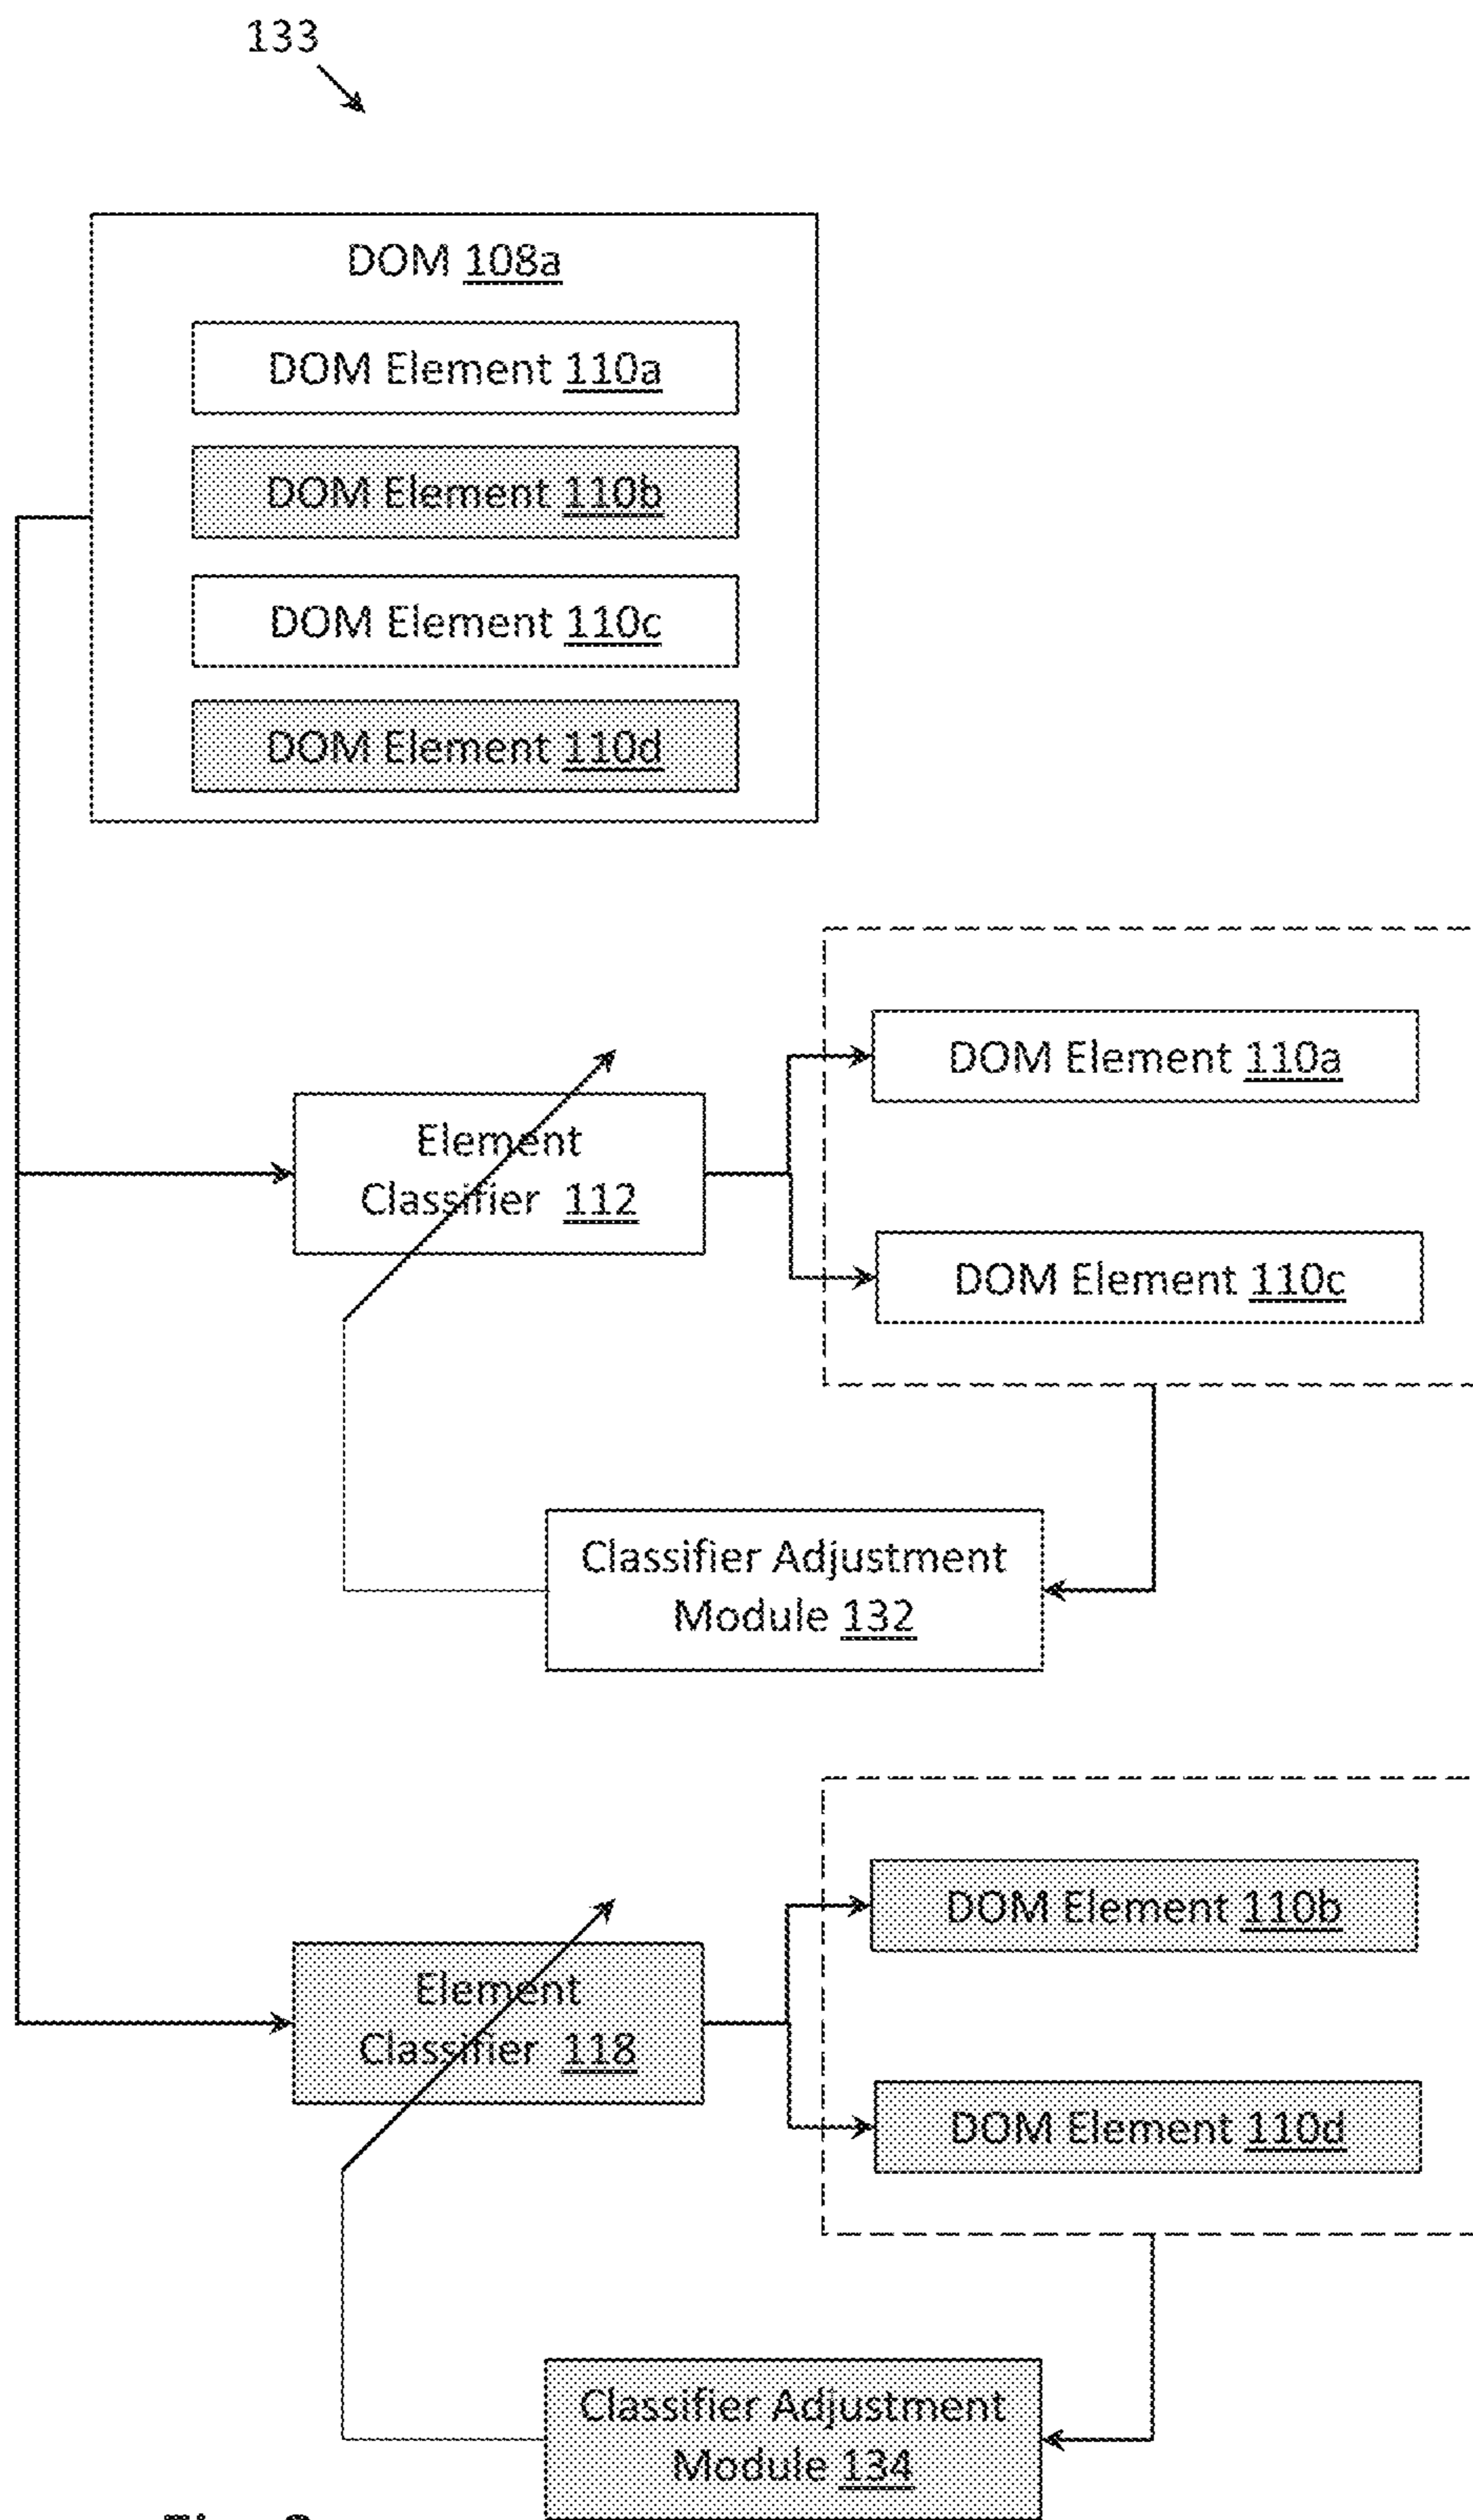 133
DOM 108a
DOM Element 110a
DOM Element 110b
DOM Element 110c
DOM Element 110d
DOM Element 110a
Element
Classifier 112
DOM Element 110c
Classifier Adjustment
Module 132
DOM Element 110b
Element
Classifier 118
DOM Element 110d
Classifier Adjustment
Module 134